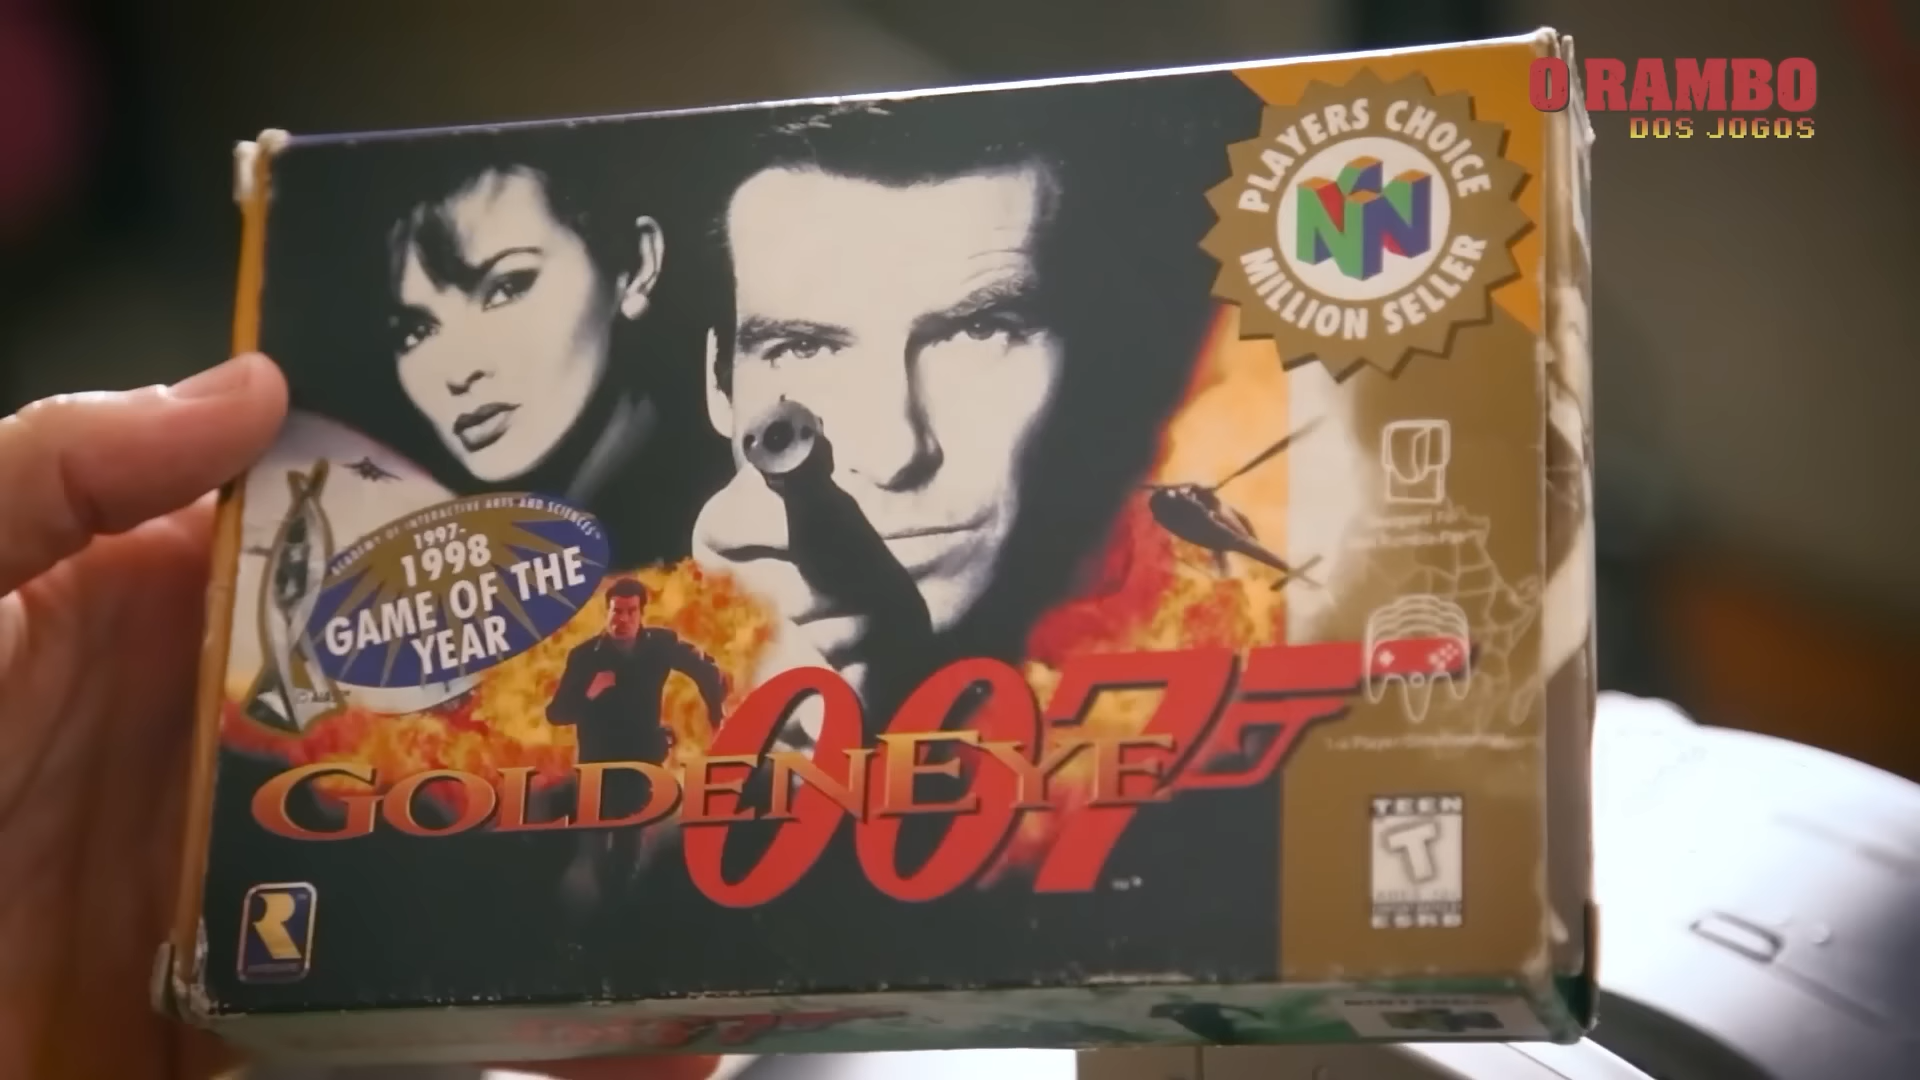 O RAMBO
DOS JOGOS
PLAYERS CHOICE
MILLION SELLER
ACADEMY OF INTERACTIVE ARTS AND SCIENCES
1997-
1998
GAME OF THE
YEAR
GOLDENEYE
007
TEEN
T
ESRB
R